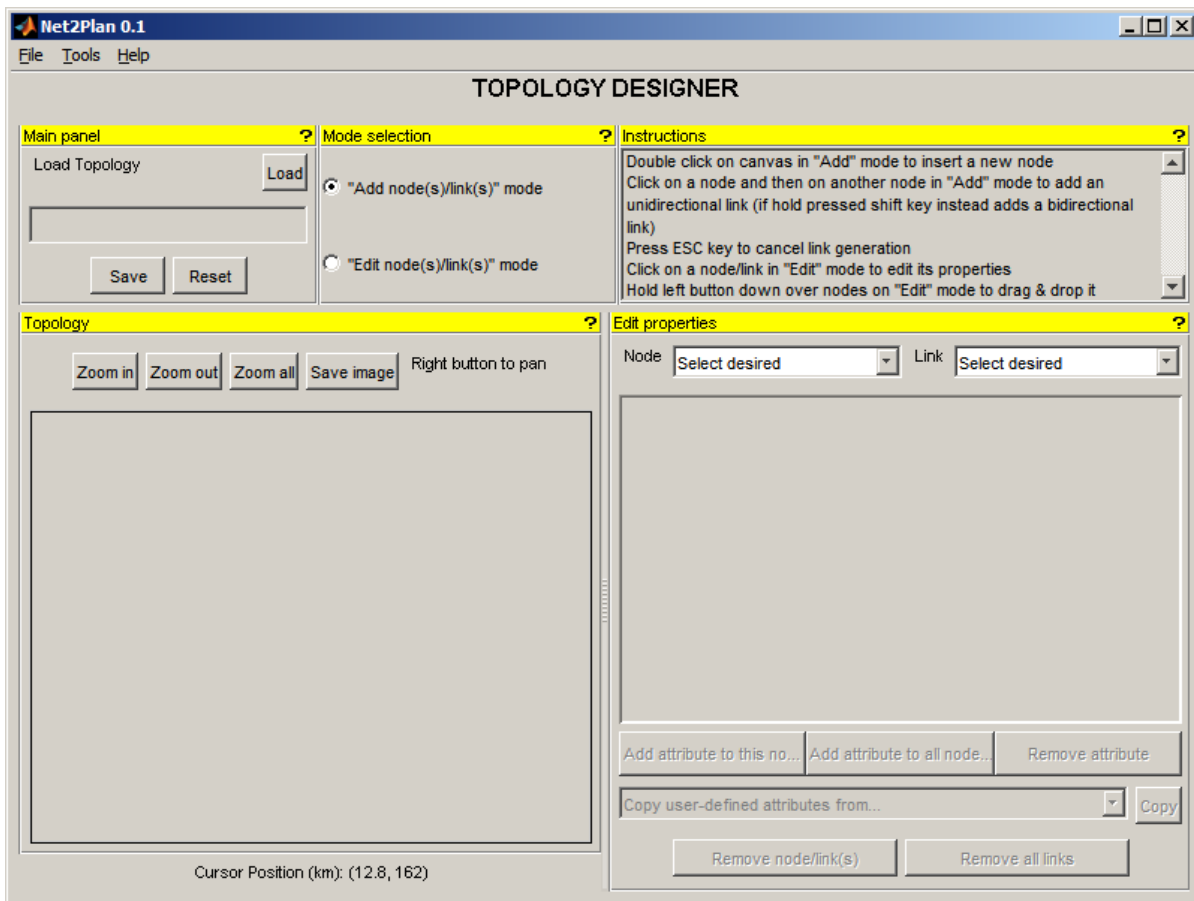 Net2Plan 0.1
File Tools Help
TOPOLOGY DESIGNER
Main panel ?
Load Topology
Load
Save Reset
Mode selection ?
"Add node(s)/link(s)" mode
"Edit node(s)/link(s)" mode
Instructions ?
Double click on canvas in "Add" mode to insert a new node
Click on a node and then on another node in "Add" mode to add an
unidirectional link (if hold pressed shift key instead adds a bidirectional
link)
Press ESC key to cancel link generation
Click on a node/link in "Edit" mode to edit its properties
Hold left button down over nodes on "Edit" mode to drag & drop it
Topology ?
Zoom in Zoom out Zoom all Save image Right button to pan
Cursor Position (km): (12.8, 162)
Edit properties ?
Node Select desired Link Select desired
Add attribute to this no... Add attribute to all node... Remove attribute
Copy user-defined attributes from... Copy
Remove node/link(s) Remove all links